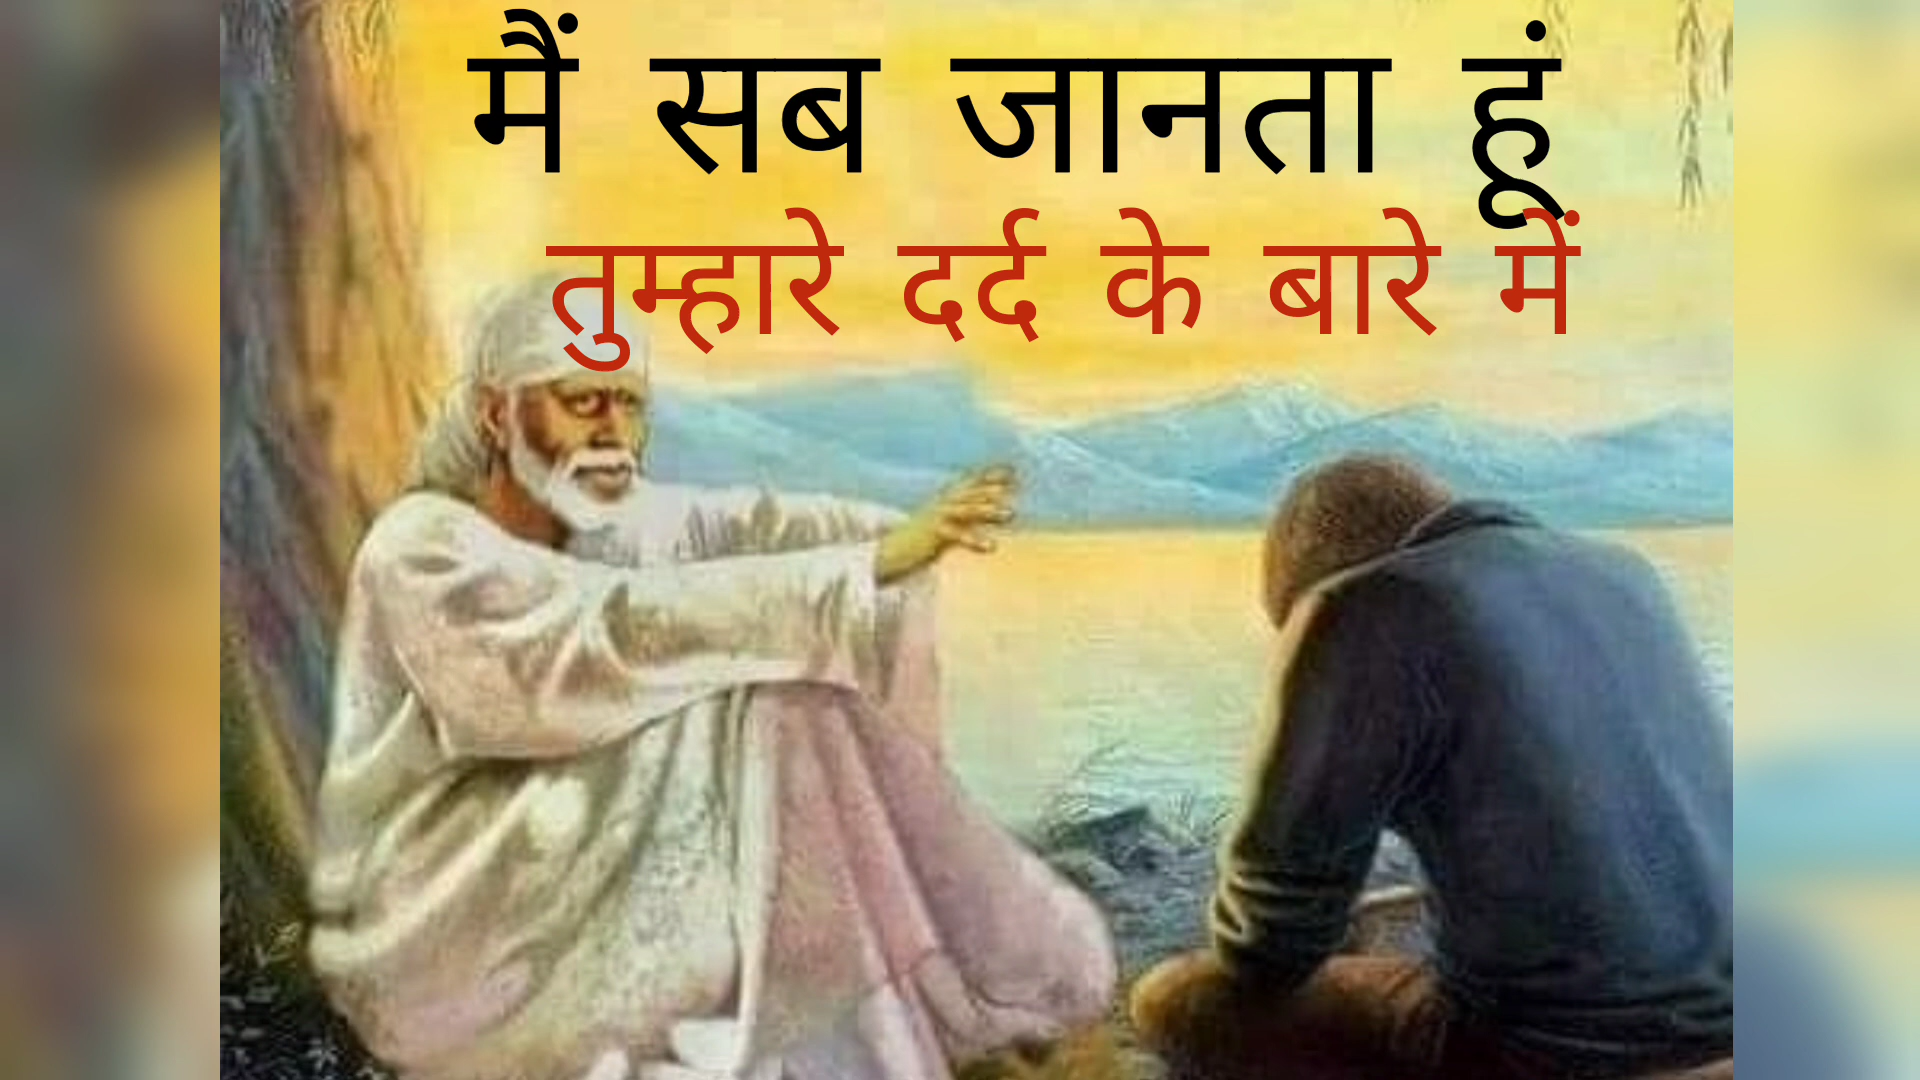 मैं सब जानता हूं
तुम्हारे दर्द के बारे में